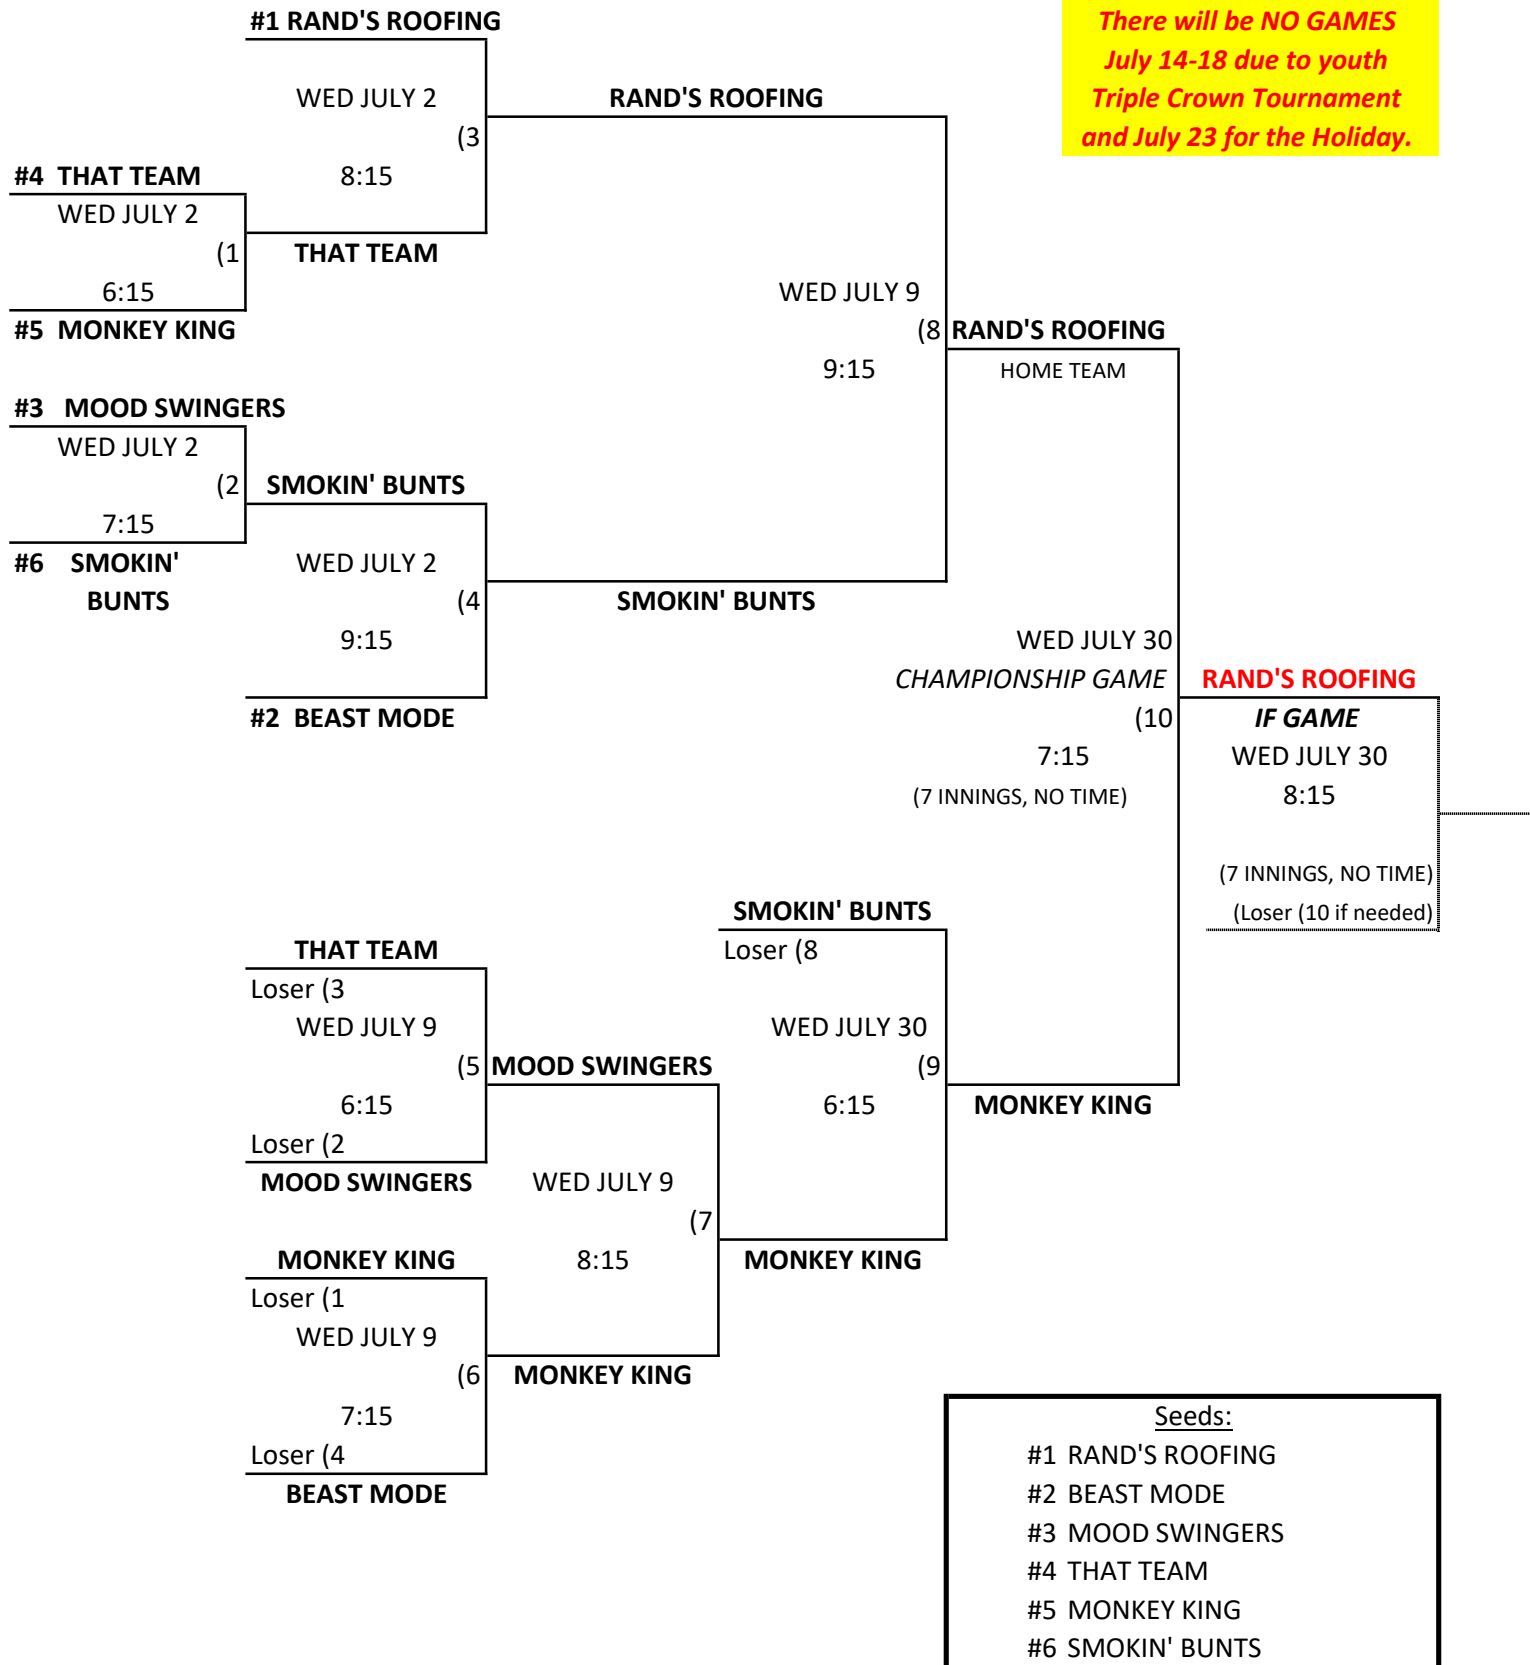 #1 RAND'S ROOFING
There will be NO GAMES
July 14-18 due to youth
Triple Crown Tournament
and July 23 for the Holiday.
WED JULY 2
RAND'S ROOFING
(3
#4 THAT TEAM
8:15
WED JULY 2
(1
THAT TEAM
6:15
WED JULY 9
#5 MONKEY KING
(8
RAND'S ROOFING
9:15
HOME TEAM
#3 MOOD SWINGERS
WED JULY 2
(2
SMOKIN' BUNTS
7:15
#6 SMOKIN'
BUNTS
WED JULY 2
(4
SMOKIN' BUNTS
9:15
WED JULY 30
CHAMPIONSHIP GAME
RAND'S ROOFING
#2 BEAST MODE
(10
IF GAME
7:15
WED JULY 30
(7 INNINGS, NO TIME)
8:15
(7 INNINGS, NO TIME)
SMOKIN' BUNTS
(Loser (10 if needed)
THAT TEAM
Loser (8
Loser (3
WED JULY 9
WED JULY 30
(5
MOOD SWINGERS
(9
6:15
6:15
MONKEY KING
Loser (2
MOOD SWINGERS
WED JULY 9
(7
MONKEY KING
8:15
MONKEY KING
Loser (1
WED JULY 9
(6
MONKEY KING
7:15
Loser (4
BEAST MODE
Seeds:
#1 RAND'S ROOFING
#2 BEAST MODE
#3 MOOD SWINGERS
#4 THAT TEAM
#5 MONKEY KING
#6 SMOKIN' BUNTS